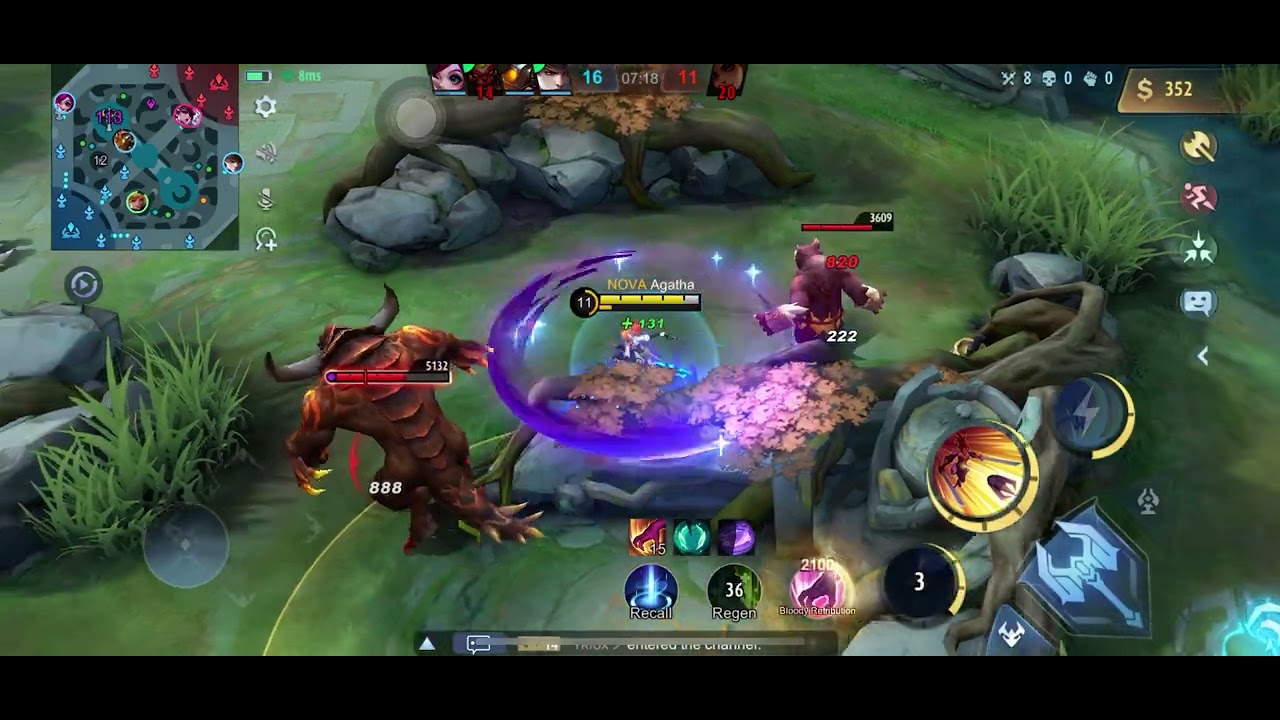 8ms
16 07:18 11
14
20
8 0 0
$ 352
113
12
3609
820
NOVA Agatha
11
+131
222
5132
888
15
2100
36
3
Recall
Regen
Bloody Retribution
14
entered the channel.